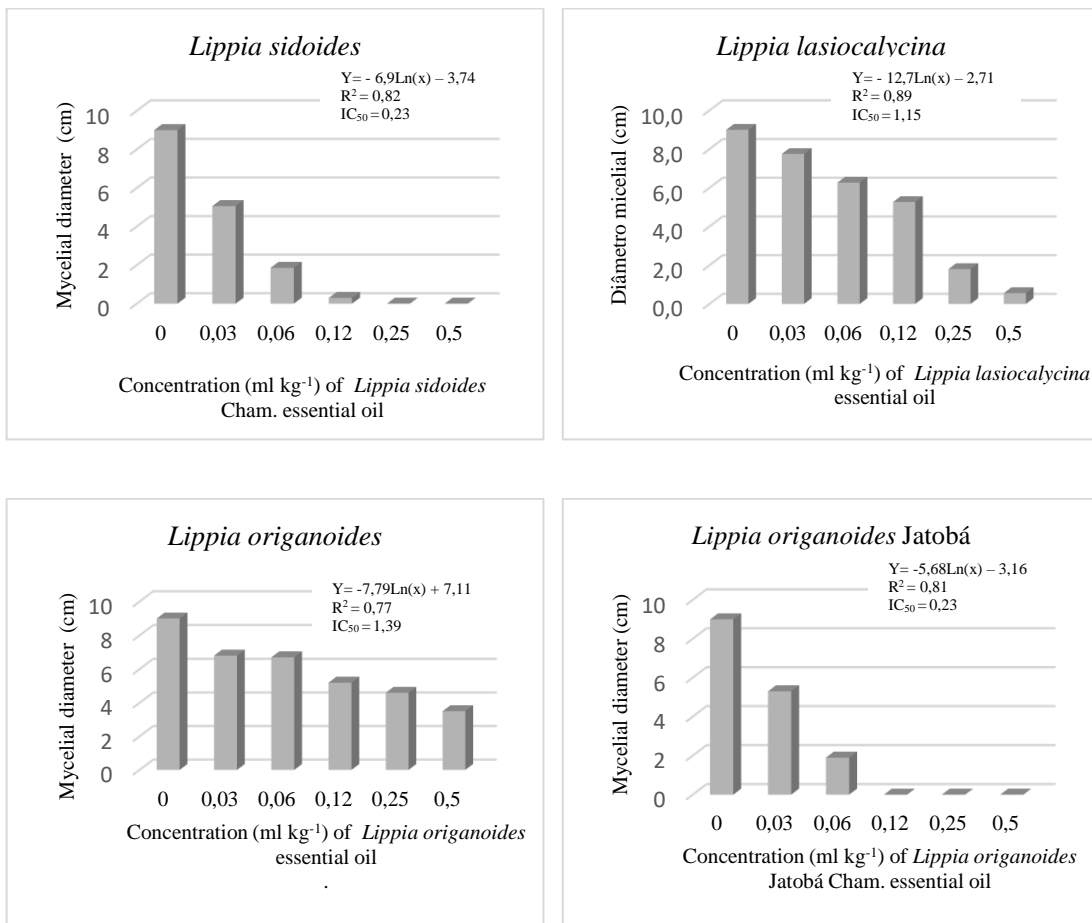 Lippia sidoides
Y= - 6,9Ln(x) – 3,74
R² = 0,82
IC₅₀ = 0,23
Mycelial diameter (cm)
10
8
6
4
2
0
0 0,03 0,06 0,12 0,25 0,5
Concentration (ml kg⁻¹) of Lippia sidoides
Cham. essential oil
Lippia lasiocalycina
Y= - 12,7Ln(x) – 2,71
R² = 0,89
IC₅₀ = 1,15
Diâmetro micelial (cm)
10,0
8,0
6,0
4,0
2,0
0,0
0 0,03 0,06 0,12 0,25 0,5
Concentration (ml kg⁻¹) of Lippia lasiocalycina
essential oil
Lippia origanoides
Y= -7,79Ln(x) + 7,11
R² = 0,77
IC₅₀ = 1,39
Mycelial diameter (cm)
10
8
6
4
2
0
0 0,03 0,06 0,12 0,25 0,5
Concentration (ml kg⁻¹) of Lippia origanoides
essential oil
.
Lippia origanoides Jatobá
Y= -5,68Ln(x) – 3,16
R² = 0,81
IC₅₀ = 0,23
Mycelial diameter (cm)
10
8
6
4
2
0
0 0,03 0,06 0,12 0,25 0,5
Concentration (ml kg⁻¹) of Lippia origanoides
Jatobá Cham. essential oil